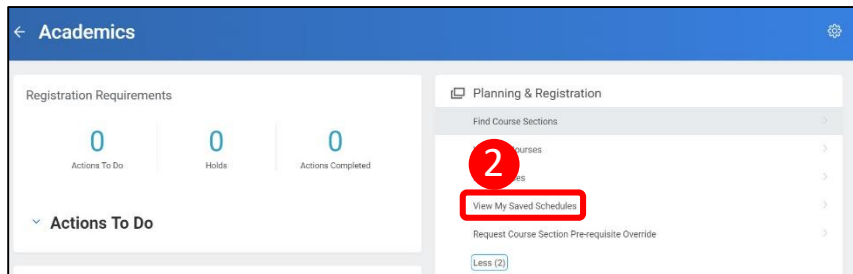 Academics
Registration Requirements
0
0
0
Actions To Do
Holds
Actions Completed
Actions To Do
Planning & Registration
Find Course Sections
2
View My Saved Schedules
Request Course Section Pre-requisite Override
Less (2)